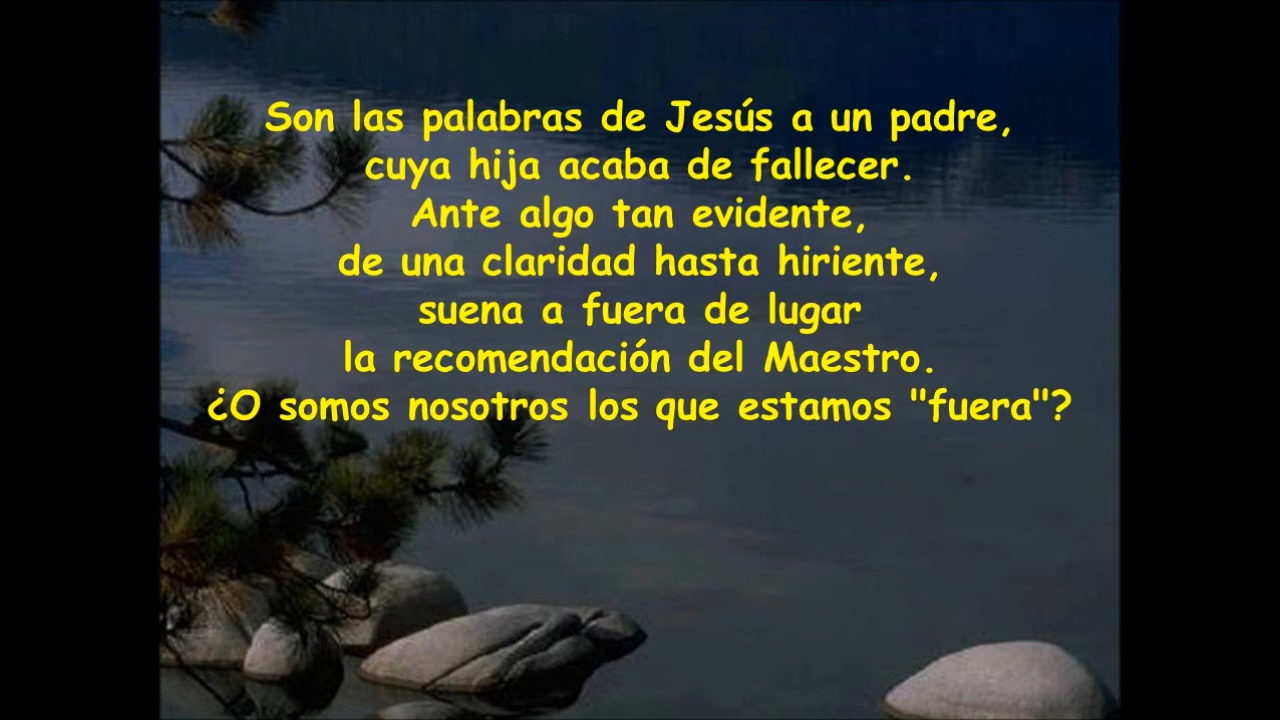 Son las palabras de Jesús a un padre,
cuya hija acaba de fallecer.
Ante algo tan evidente,
de una claridad hasta hiriente,
suena a fuera de lugar
la recomendación del Maestro.
¿O somos nosotros los que estamos "fuera"?